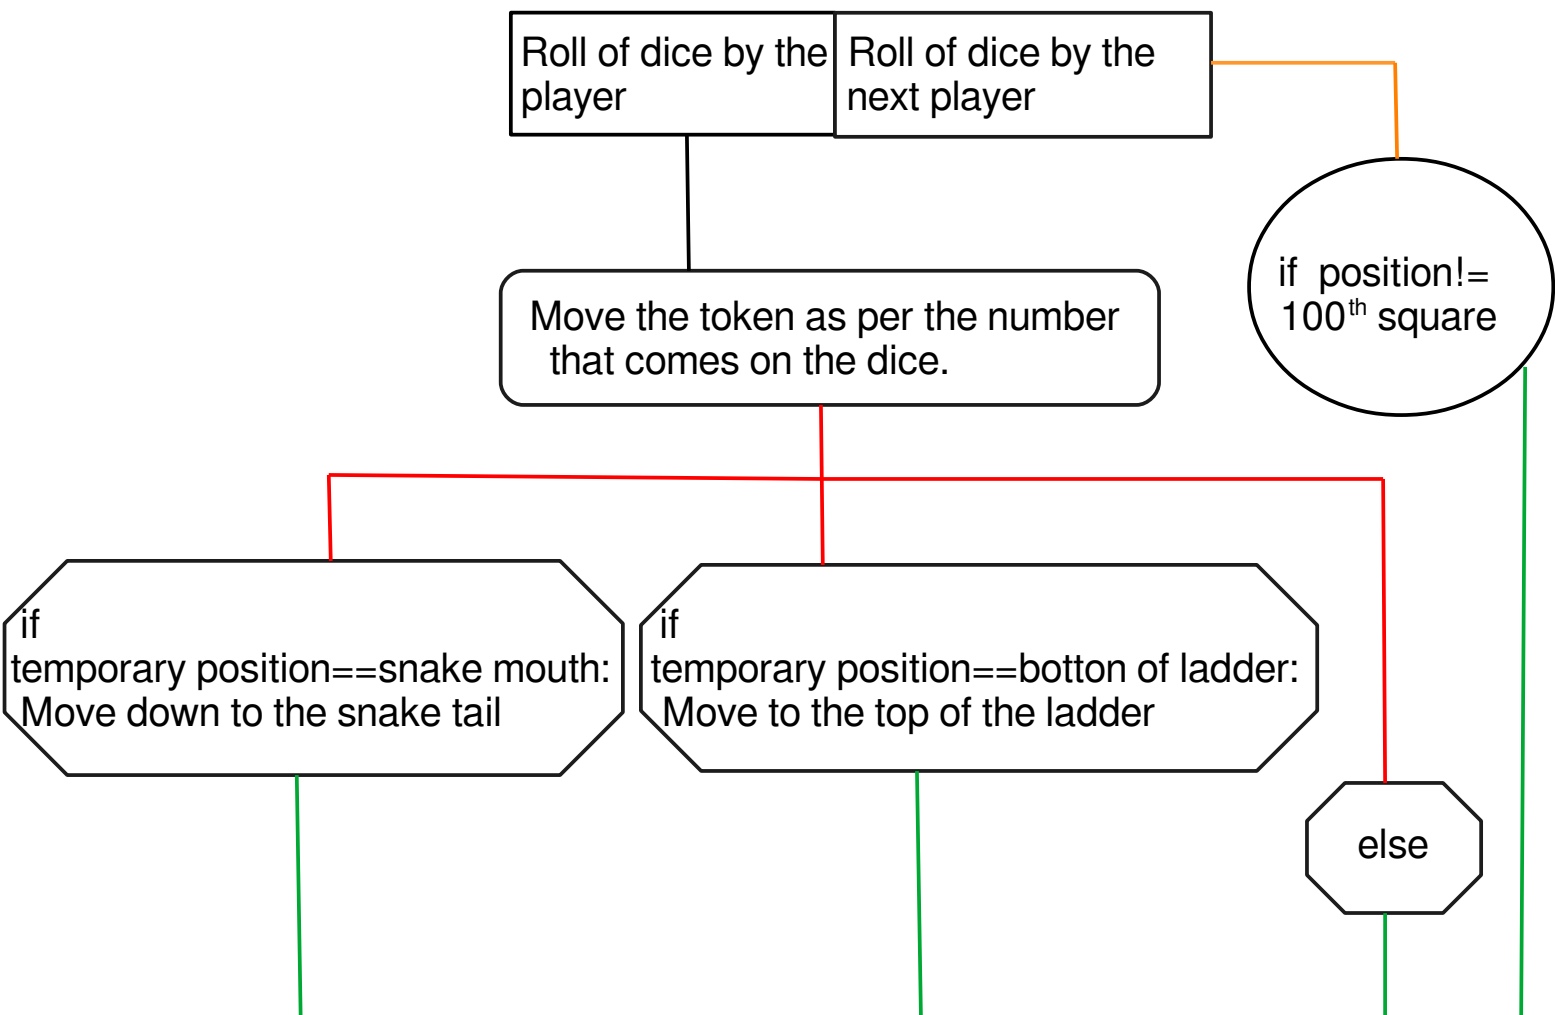 Roll of dice by the
player
Roll of dice by the
next player
if position!=
100th square
Move the token as per the number
that comes on the dice.
if
temporary position==snake mouth:
Move down to the snake tail
if
temporary position==botton of ladder:
Move to the top of the ladder
else